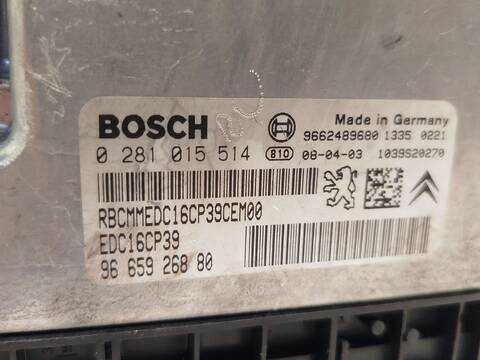 BOSCH
Made in Germany
9662489680 1335 0221
0 281 015 514 810 08-04-03 1039S20270
RBCMMEDC16CP39CEM00
EDC16CP39
96 659 268 80